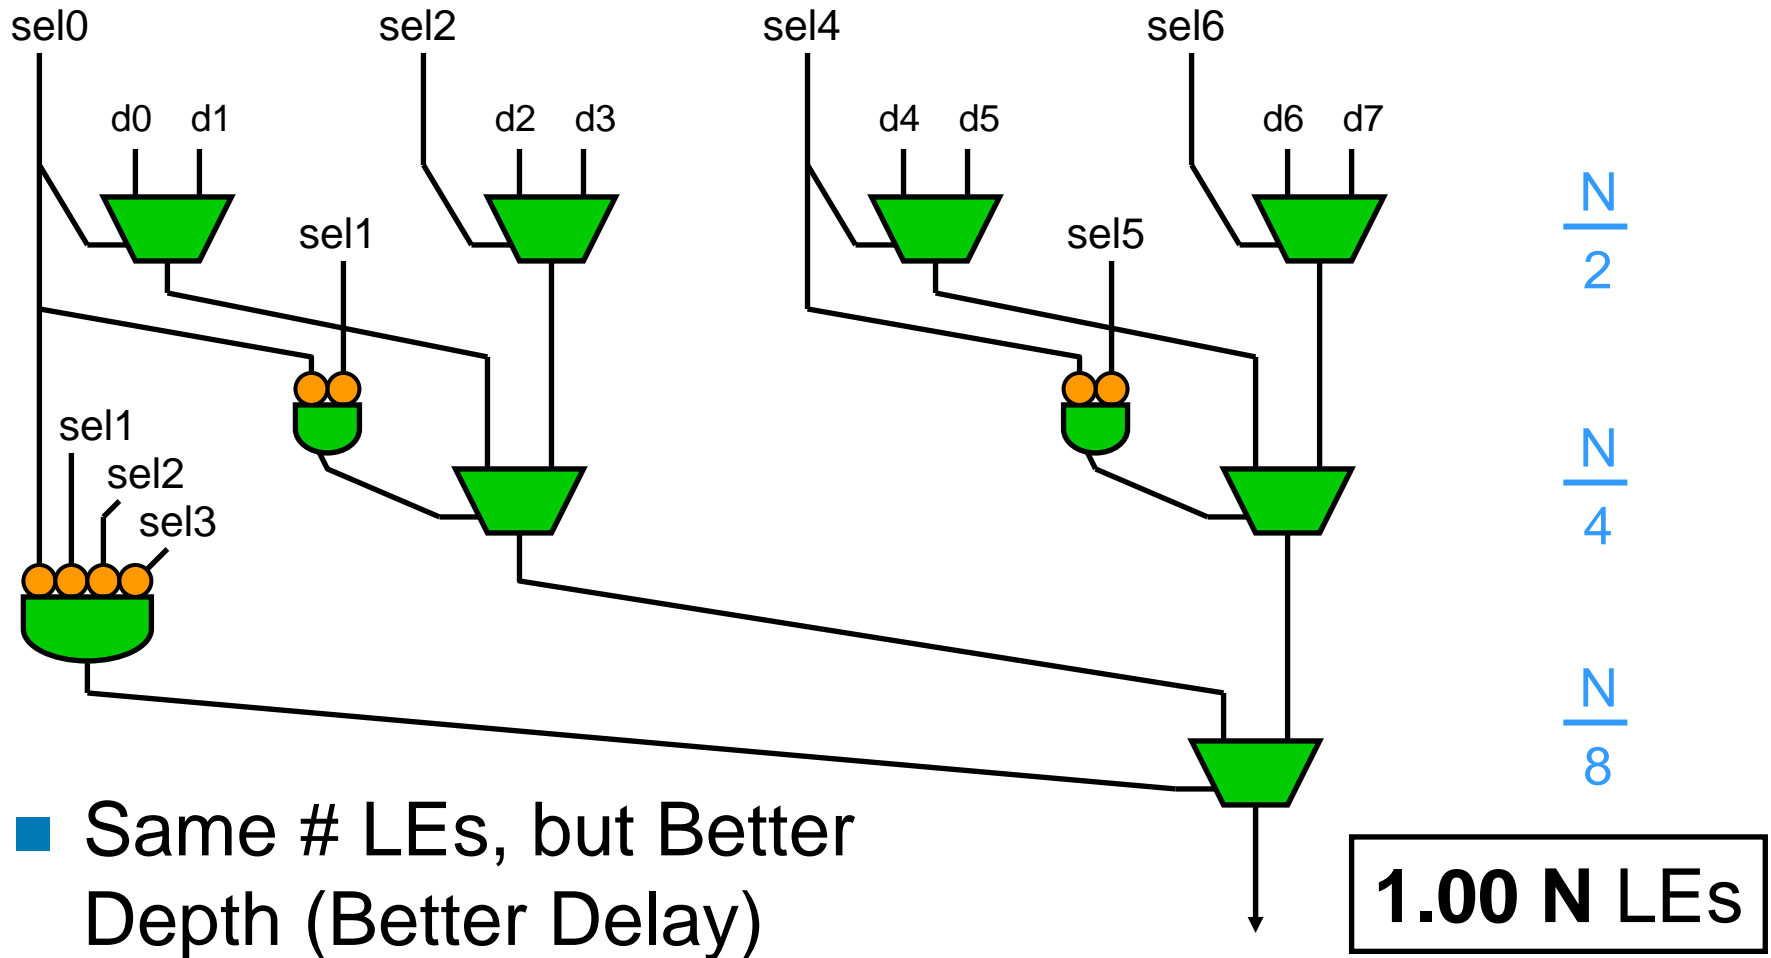 sel0 sel2 sel4 sel6
d0 d1 d2 d3 d4 d5 d6 d7
N
2
sel1 sel5
sel1
sel2
sel3
N
4
N
8
Same # LEs, but Better
Depth (Better Delay)
1.00 N LEs